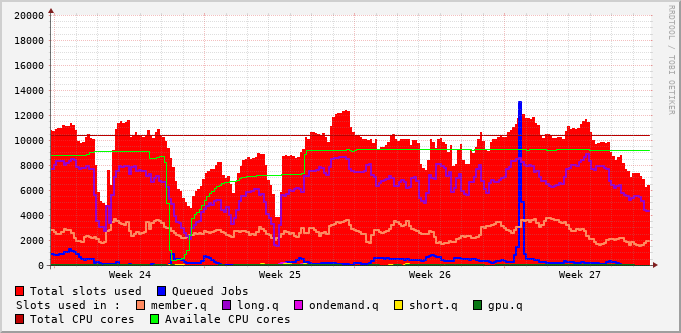 20000
18000
16000
14000
12000
10000
8000
6000
4000
2000
0
Week 24 Week 25 Week 26 Week 27
Total slots used Queued Jobs
Slots used in : member.q long.q ondemand.q short.q gpu.q
Total CPU cores Availale CPU cores
RRDTOOL / TOBI OETIKER